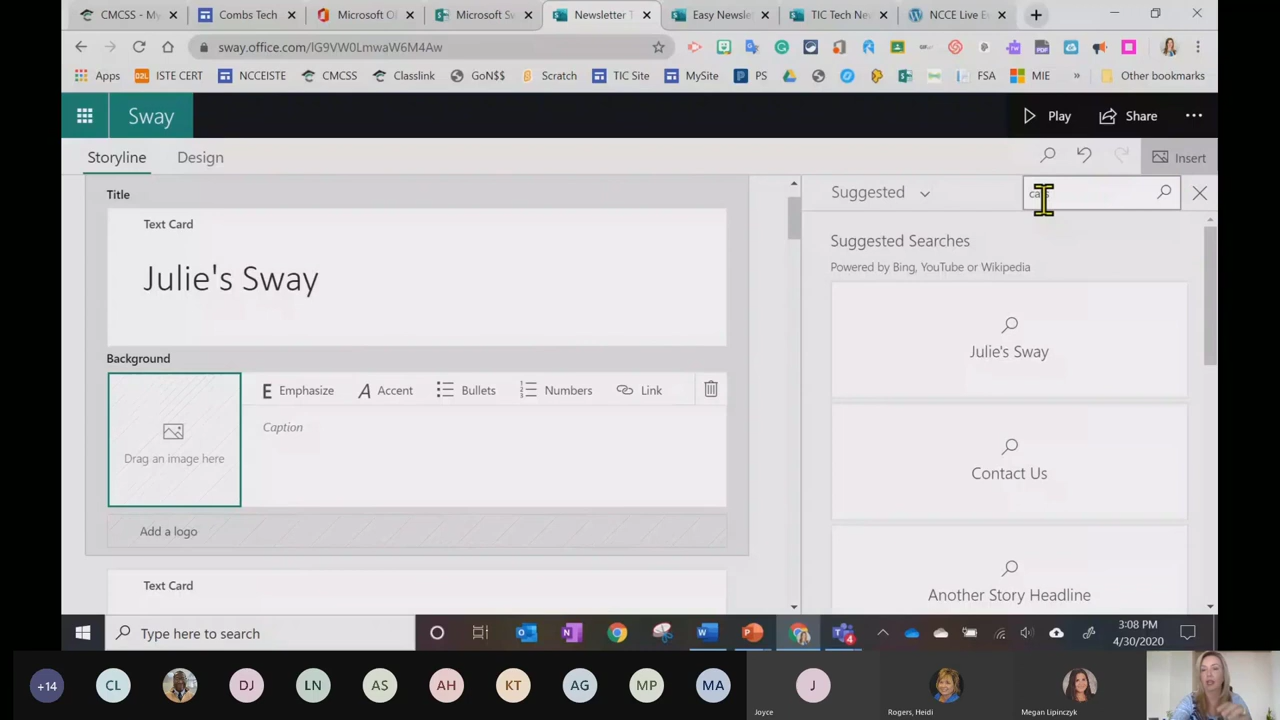 CMCSS - My
Combs Tech
Microsoft Of
Microsoft Sw
Newsletter T
Easy Newsle
TIC Tech Ne
NCCE Live E
sway.office.com/IG9VW0LmwaW6M4Aw
Apps
ISTE CERT
NCCEISTE
CMCSS
Classlink
GoN$$
Scratch
TIC Site
MySite
PS
FSA
MIE
»
Other bookmarks
Sway
Play
Share
Storyline
Design
Insert
Title
Suggested
Text Card
Julie's Sway
Suggested Searches
Powered by Bing, YouTube or Wikipedia
Julie's Sway
Background
Emphasize
Accent
Bullets
Numbers
Link
Caption
Drag an image here
Contact Us
Add a logo
Text Card
Another Story Headline
Type here to search
3:08 PM
4/30/2020
+14
CL
DJ
LN
AS
AH
KT
AG
MP
MA
J
Joyce
Rogers, Heidi
Megan Lipinczyk